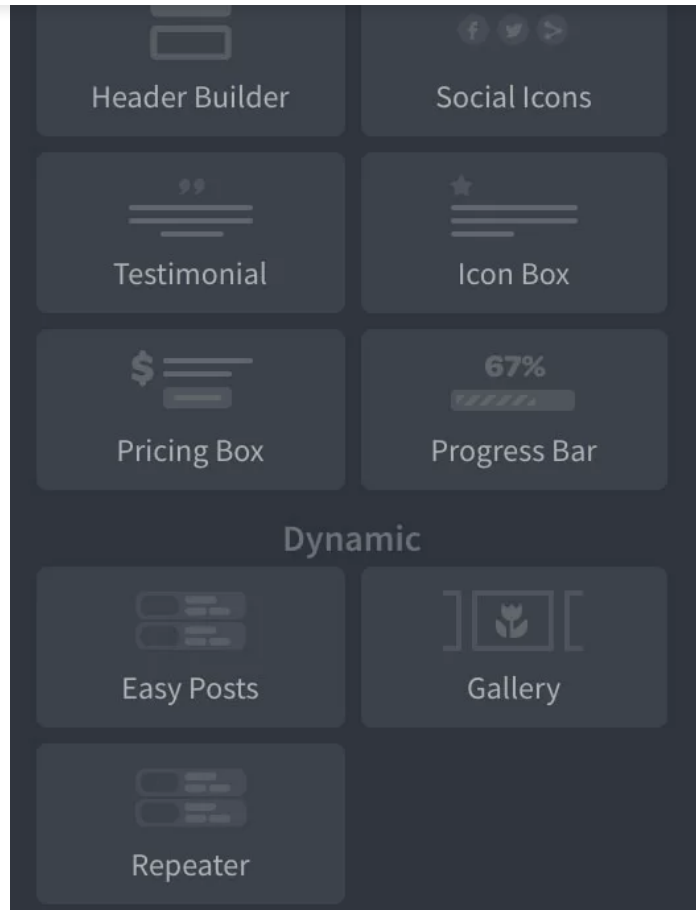 Header Builder
Social Icons
Testimonial
Icon Box
$
67%
Pricing Box
Progress Bar
Dynamic
Easy Posts
Gallery
Repeater